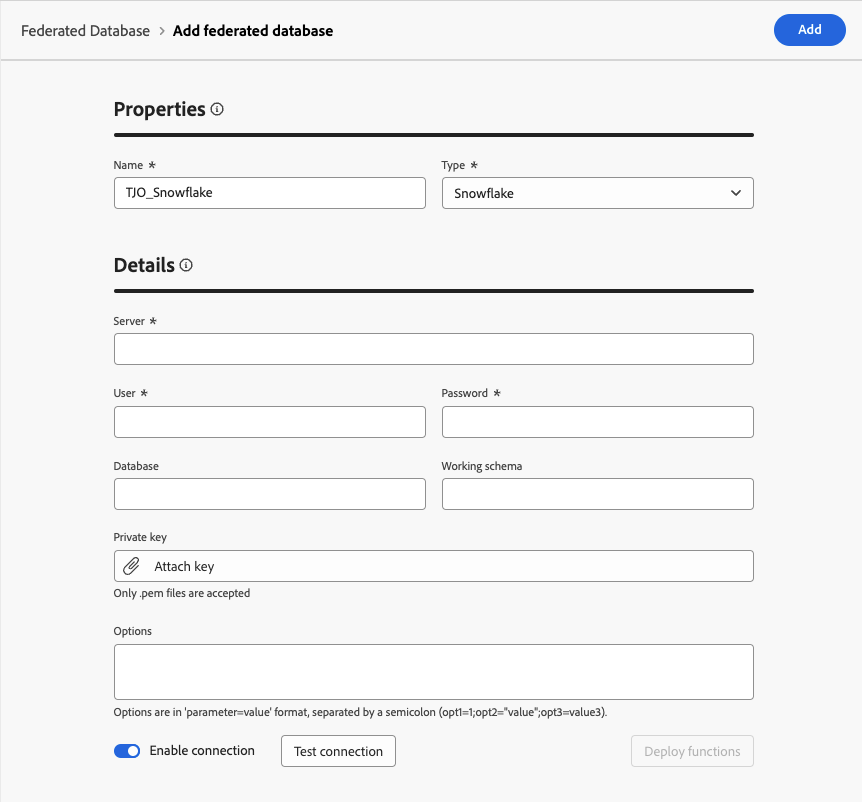 Federated Database > Add federated database Add
Properties
Name * Type *
TJO_Snowflake Snowflake
Details
Server *
User * Password *
Database Working schema
Private key
Attach key
Only .pem files are accepted
Options
Options are in 'parameter=value' format, separated by a semicolon (opt1=1;opt2="value";opt3=value3).
Enable connection Test connection Deploy functions